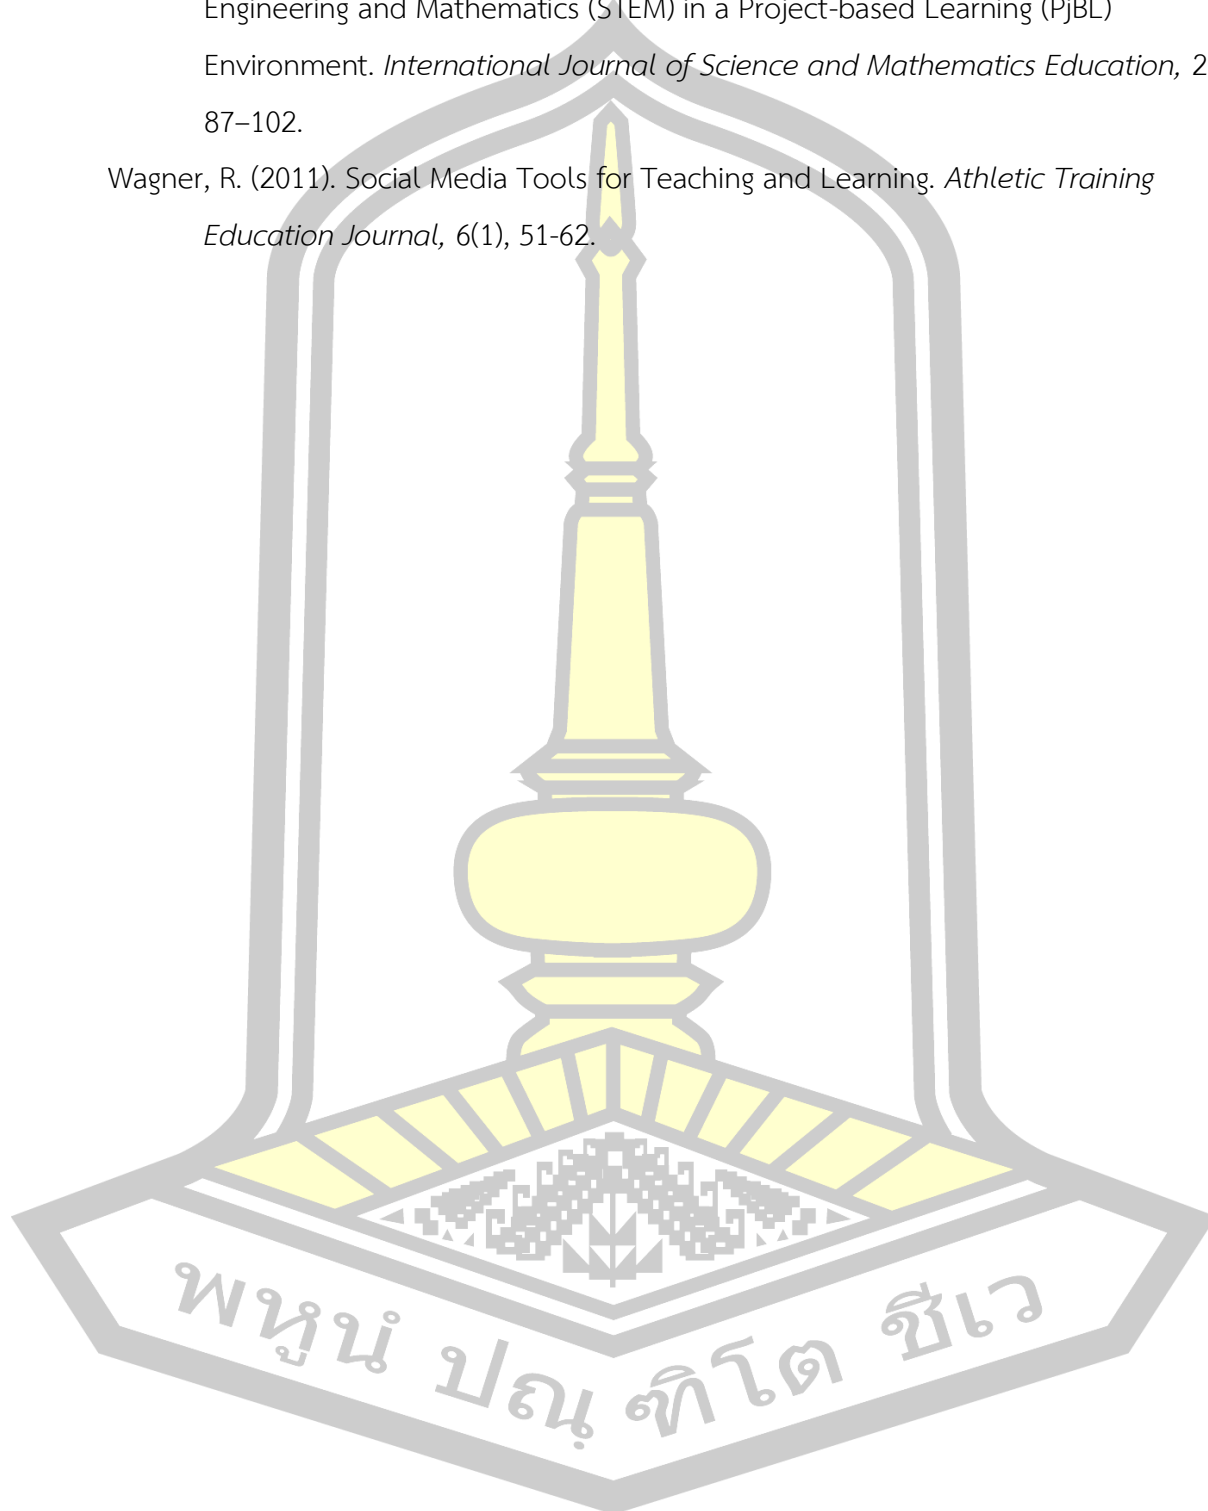 Engineering and Mathematics (STEM) in a Project-based Learning (PjBL)
Environment. International Journal of Science and Mathematics Education, 2
87–102.
Wagner, R. (2011). Social Media Tools for Teaching and Learning. Athletic Training
Education Journal, 6(1), 51-62.
พหูนํ ปณฺฑิโต ชีเว